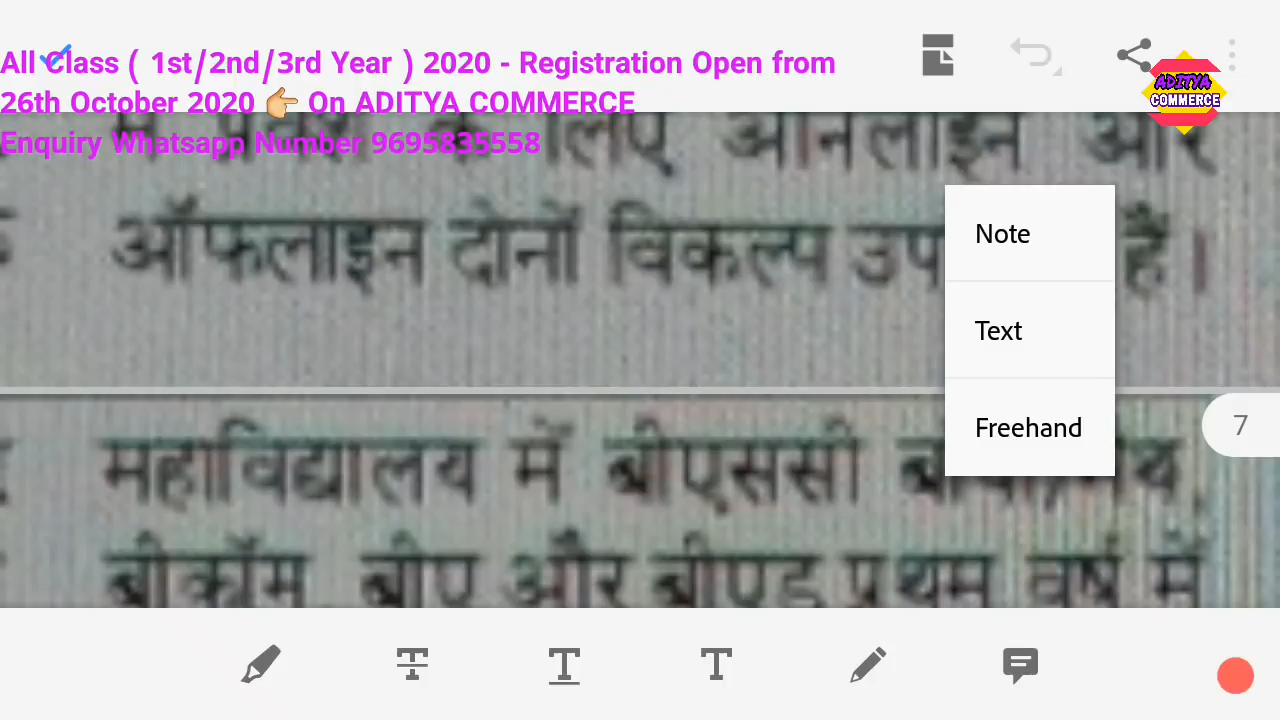 All Class ( 1st/2nd/3rd Year ) 2020 - Registration Open from
26th October 2020 👉 On ADITYA COMMERCE
Enquiry Whatsapp Number 9695835558
ADITYA
COMMERCE
लिए ऑनलाइन और
ऑफलाइन दोनों विकल्प हैं।
Note
Text
Freehand
7
महाविद्यालय में बीएससी
बीकॉम, बीए और बीएड प्रथम वर्ष में